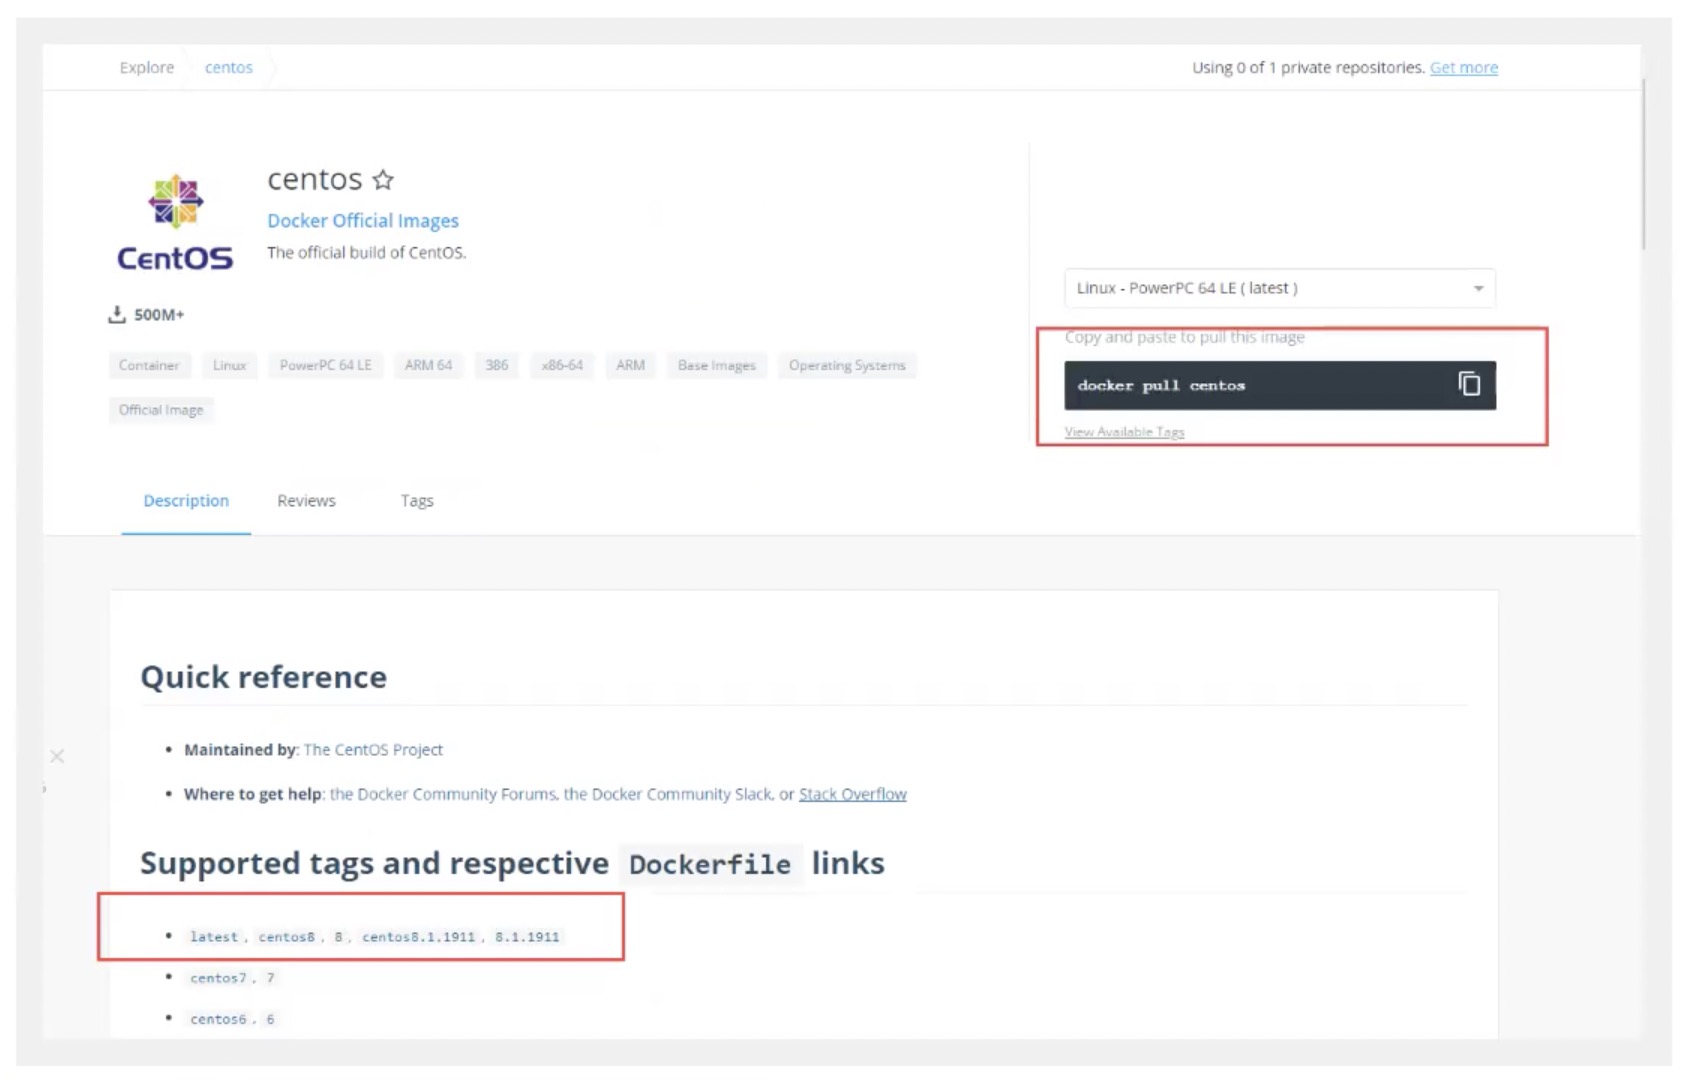 Explore centos Using 0 of 1 private repositories. Get more
centos
Docker Official Images
The official build of CentOS.
CentOS
500M+
Linux - PowerPC 64 LE ( latest )
Copy and paste to pull this image
docker pull centos
View Available Tags
Container Linux PowerPC 64 LE ARM 64 386 x86-64 ARM Base Images Operating Systems
Official Image
Description Reviews Tags
Quick reference
• Maintained by: The CentOS Project
• Where to get help: the Docker Community Forums, the Docker Community Slack, or Stack Overflow
Supported tags and respective Dockerfile links
• latest, centos8, 8, centos8.1.1911, 8.1.1911
• centos7, 7
• centos6, 6